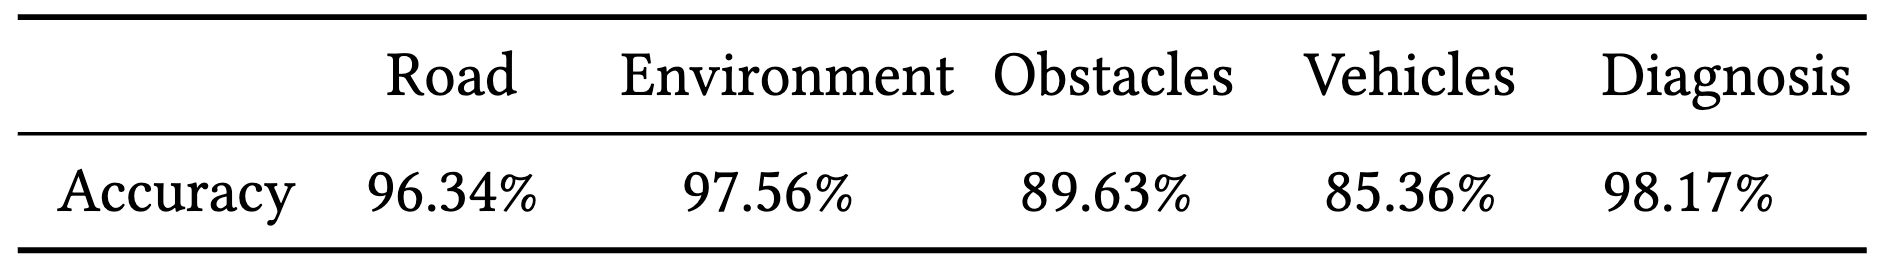 Road Environment Obstacles Vehicles Diagnosis
Accuracy 96.34% 97.56% 89.63% 85.36% 98.17%